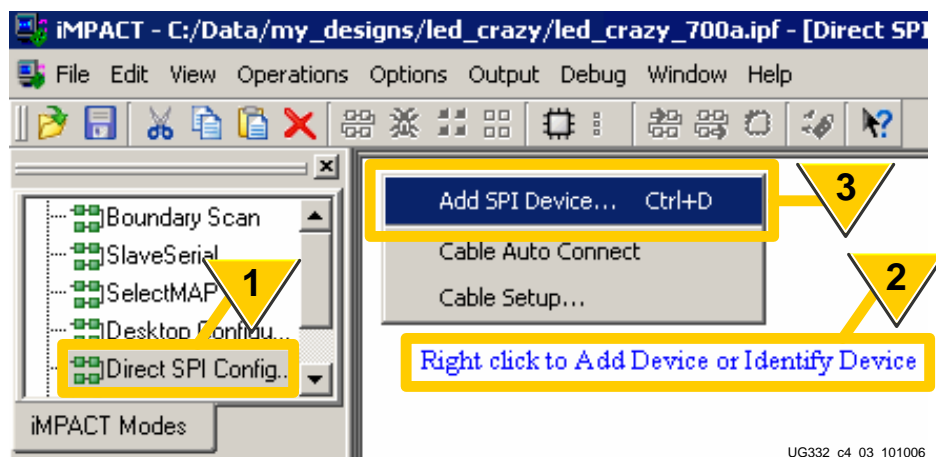 iMPACT - C:/Data/my_designs/led_crazy/led_crazy_700a.ipf - [Direct SPI
File Edit View Operations Options Output Debug Window Help
Add SPI Device... Ctrl+D
3
Boundary Scan
SlaveSerial
Cable Auto Connect
SelectMAP
1
Cable Setup...
2
Desktop Configu...
Direct SPI Config..
Right click to Add Device or Identify Device
iMPACT Modes
UG332_c4_03_101006